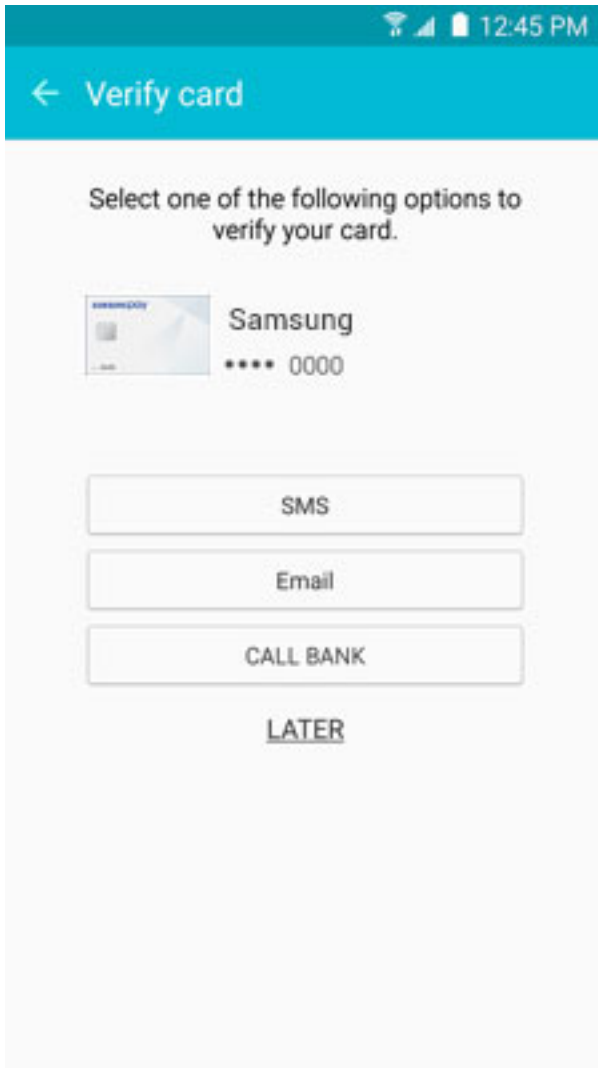 12:45 PM
Verify card
Select one of the following options to
verify your card.
Samsung
•••• 0000
SMS
Email
CALL BANK
LATER